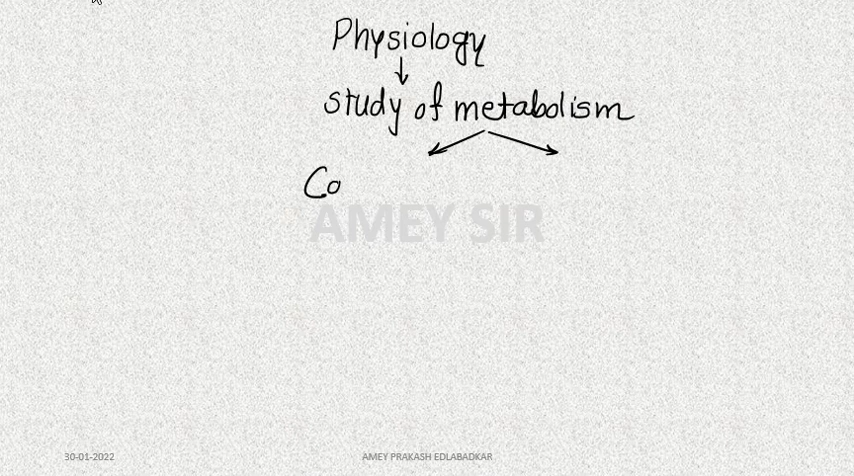 Physiology
study of metabolism
Co
AMEY SIR
30-01-2022
AMEY PRAKASH EDLABADKAR